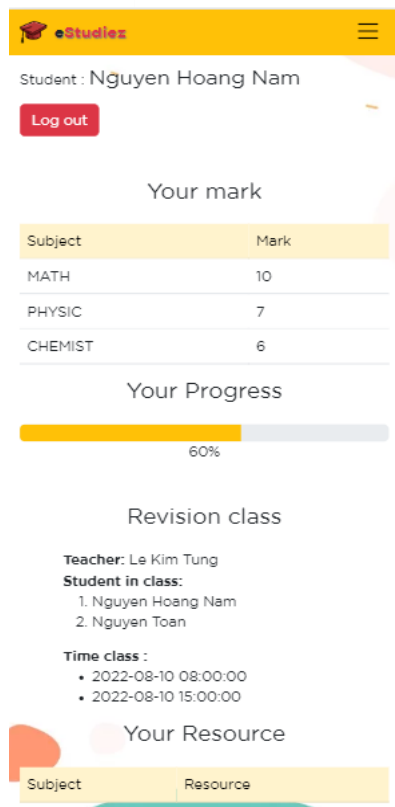 eStudiez
Student : Nguyen Hoang Nam
Log out
Your mark
Subject Mark
MATH 10
PHYSIC 7
CHEMIST 6
Your Progress
60%
Revision class
Teacher: Le Kim Tung
Student in class:
1. Nguyen Hoang Nam
2. Nguyen Toan
Time class :
• 2022-08-10 08:00:00
• 2022-08-10 15:00:00
Your Resource
Subject Resource